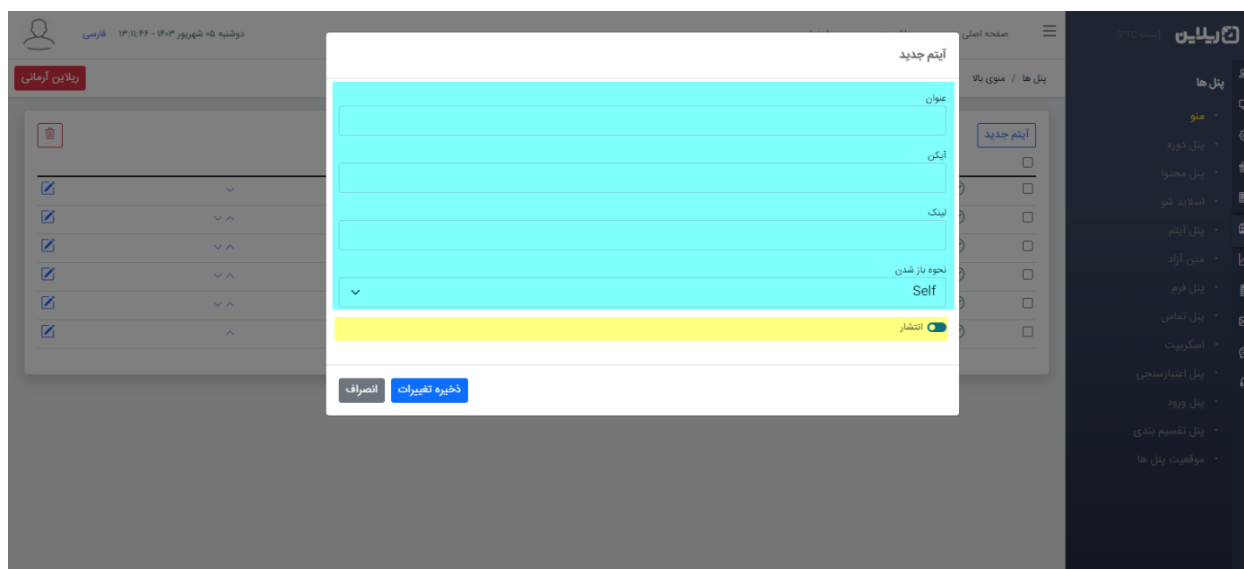 ریلاین [نسخه PTC]
صفحه اصلی
دوشنبه ۰۵ شهریور ۱۴۰۳ - ۱۳:۱۱:۴۶ فارسی
پنل ها
منو
پنل دوره
پنل محتوا
اسلاید شو
پنل آیتم
متن آزاد
پنل فرم
پنل تماس
اسکریپت
پنل اعتبارسنجی
پنل ورود
پنل تقسیم بندی
موقعیت پنل ها
پنل ها / منوی بالا
ریلاین آرمانی
آیتم جدید
آیتم جدید
عنوان
آیکن
لینک
نحوه باز شدن
Self
انتشار
ذخیره تغییرات
انصراف